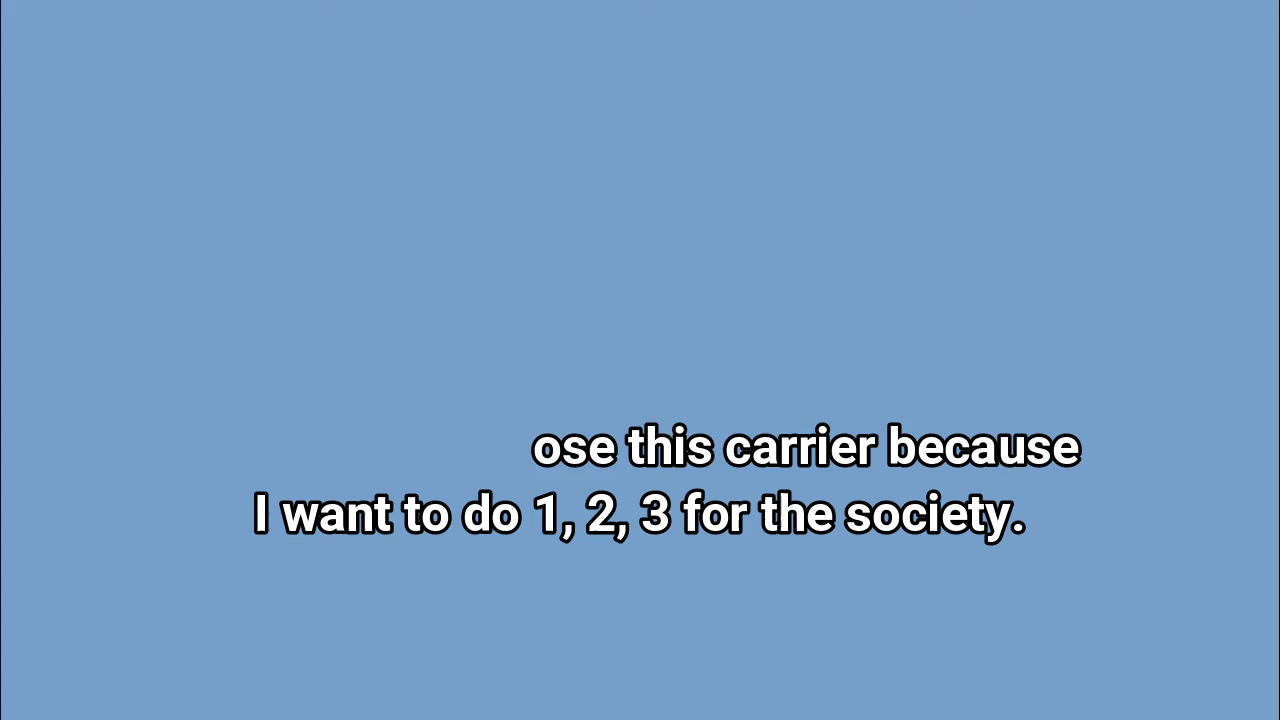 ose this carrier because
I want to do 1, 2, 3 for the society.